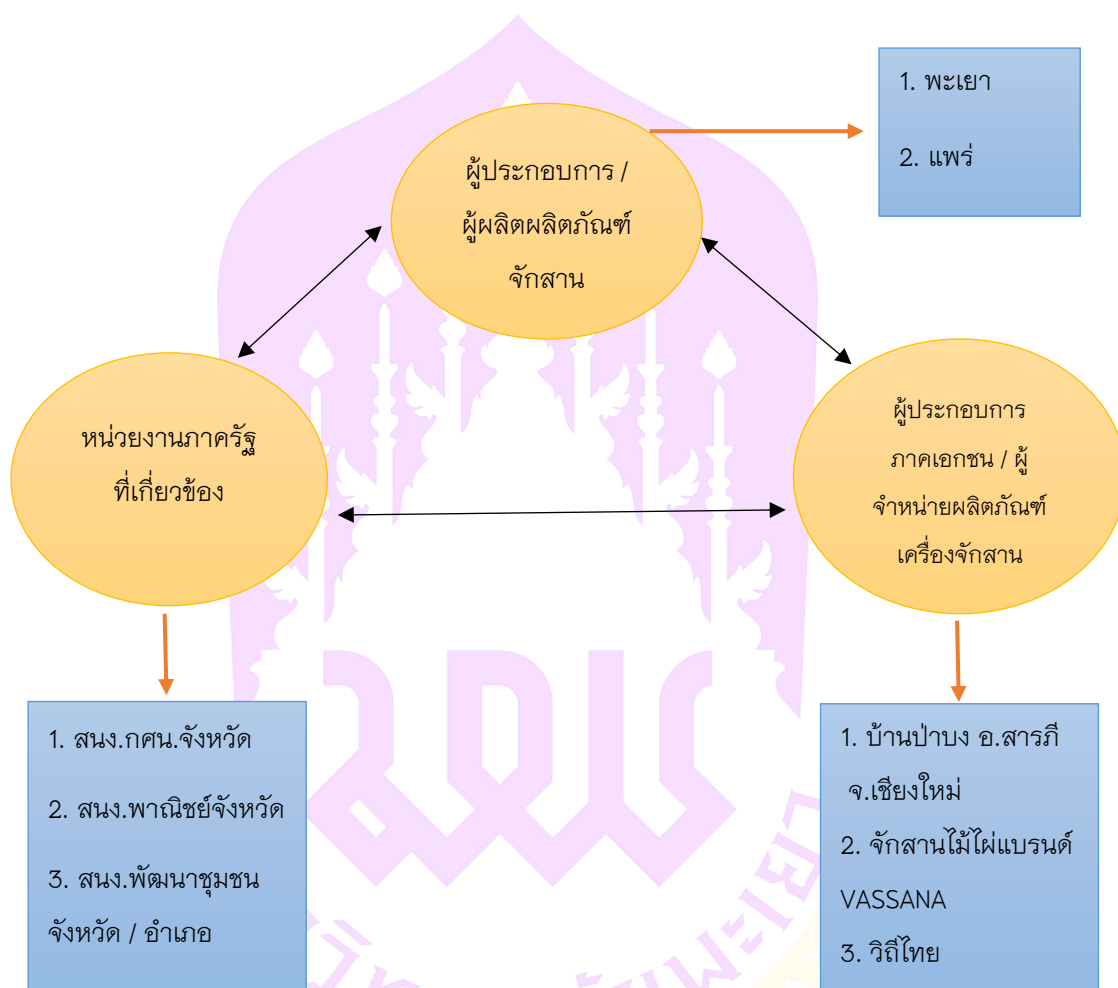 1. พะเยา
2. แพร่
ผู้ประกอบการ /
ผู้ผลิตผลิตภัณฑ์
จักสาน
หน่วยงานภาครัฐ
ที่เกี่ยวข้อง
ผู้ประกอบการ
ภาคเอกชน / ผู้
จำหน่ายผลิตภัณฑ์
เครื่องจักสาน
1. สนง.กศน.จังหวัด
2. สนง.พาณิชย์จังหวัด
3. สนง.พัฒนาชุมชน
จังหวัด / อำเภอ
1. บ้านป่าบง อ.สารภี
จ.เชียงใหม่
2. จักสานไม้ไผ่แบรนด์
VASSANA
3. วิถีไทย